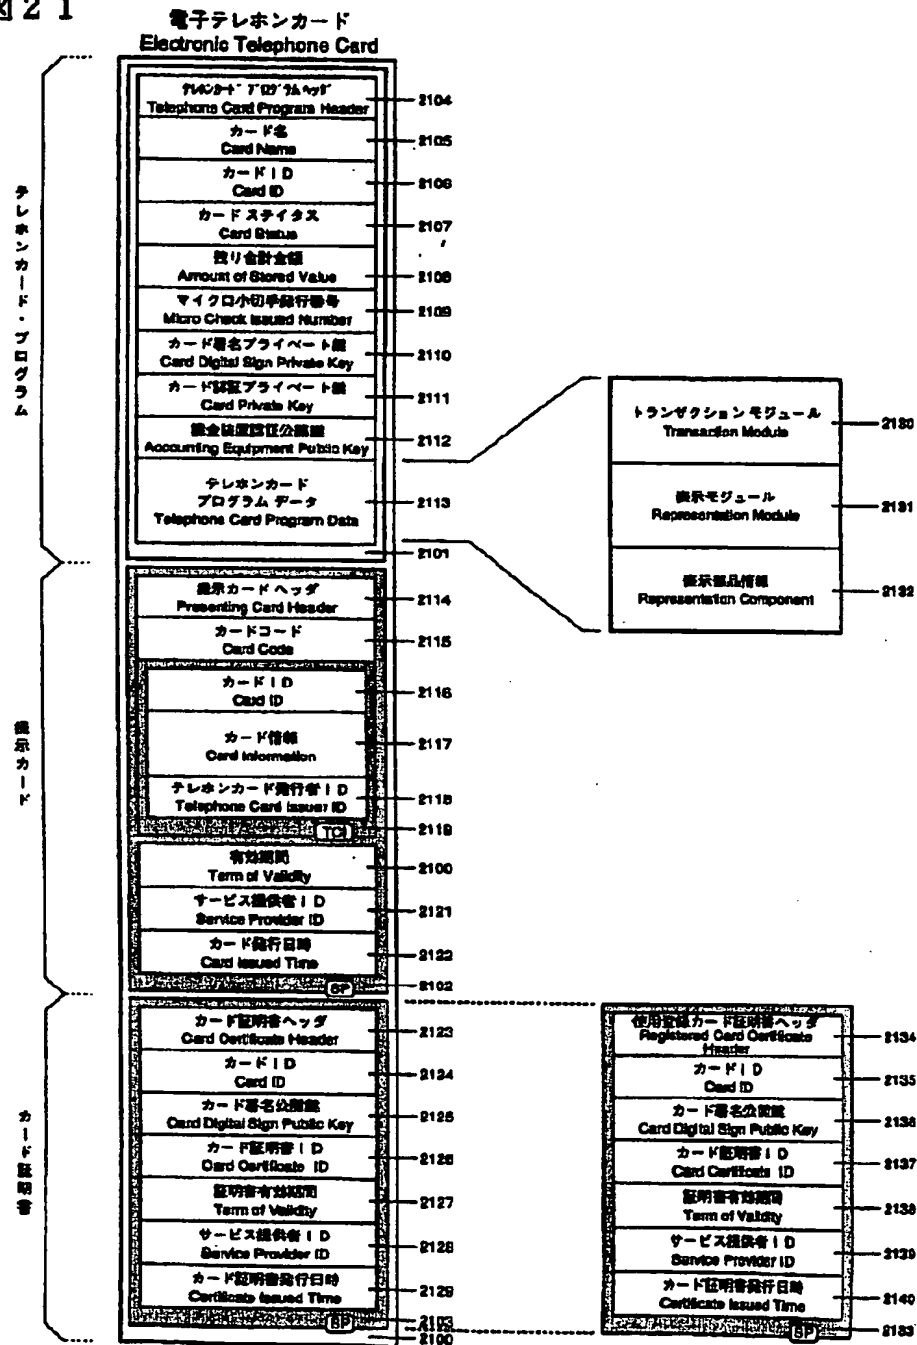 図21
電子テレホンカード
Electronic Telephone Card
テレホンカード・プログラム
テレホンカード プログラムヘッダ
Telephone Card Program Header
2104
カード名
Card Name
2105
カードID
Card ID
2106
カード ステイタス
Card Status
2107
残り合計金額
Amount of Stored Value
2108
マイクロ小切手発行番号
Micro Check Issued Number
2109
カード署名プライベート鍵
Card Digital Sign Private Key
2110
カード認証プライベート鍵
Card Private Key
2111
課金装置認証公開鍵
Accounting Equipment Public Key
2112
テレホンカード
プログラム データ
Telephone Card Program Data
2113
2101
トランザクション モジュール
Transaction Module
2130
表示モジュール
Representation Module
2131
表示部品情報
Representation Component
2132
提示カード
提示カード ヘッダ
Presenting Card Header
2114
カードコード
Card Code
2115
カードID
Card ID
2116
カード情報
Card Information
2117
テレホンカード発行者ID
Telephone Card Issuer ID
2118
TCI
2119
有効期間
Term of Validity
2100
サービス提供者ID
Service Provider ID
2121
カード発行日時
Card Issued Time
2122
SP
2102
カード証明書
カード証明書ヘッダ
Card Certificate Header
2123
カードID
Card ID
2124
カード署名公開鍵
Card Digital Sign Public Key
2125
カード証明書ID
Card Certificate ID
2126
証明書有効期間
Term of Validity
2127
サービス提供者ID
Service Provider ID
2128
カード証明書発行日時
Certificate Issued Time
2129
SP
2103
2100
使用登録カード証明書ヘッダ
Registered Card Certificate
Header
2134
カードID
Card ID
2135
カード署名公開鍵
Card Digital Sign Public Key
2136
カード証明書ID
Card Certificate ID
2137
証明書有効期間
Term of Validity
2138
サービス提供者ID
Service Provider ID
2139
カード証明書発行日時
Certificate Issued Time
2140
SP
2133